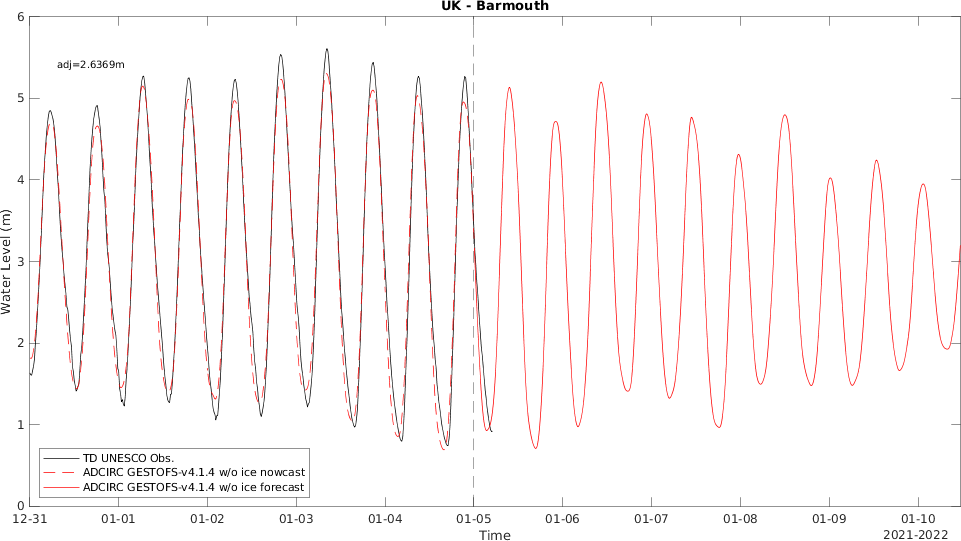 UK - Barmouth
adj=2.6369m
6
5
4
3
2
1
0
Water Level (m)
TD UNESCO Obs.
ADCIRC GESTOFS-v4.1.4 w/o ice nowcast
ADCIRC GESTOFS-v4.1.4 w/o ice forecast
12-31 01-01 01-02 01-03 01-04 01-05 01-06 01-07 01-08 01-09 01-10
Time
2021-2022